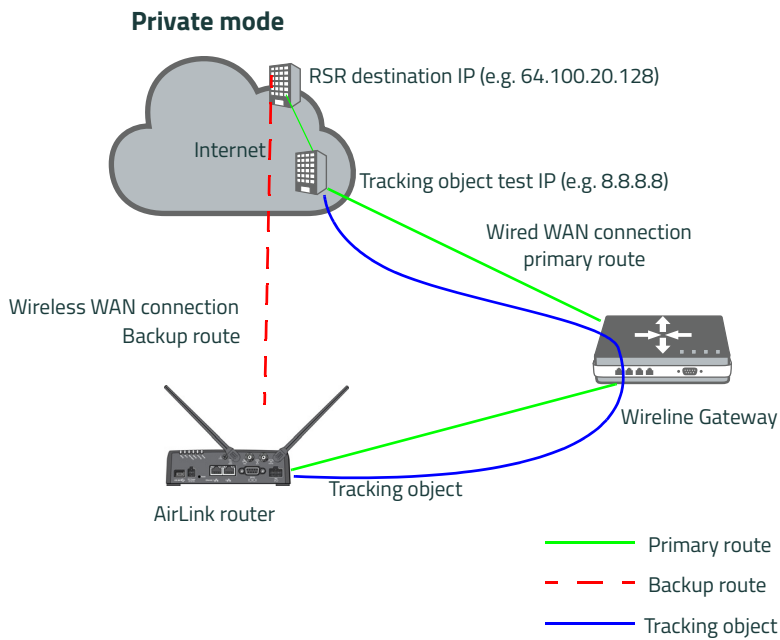 Private mode
RSR destination IP (e.g. 64.100.20.128)
Internet
Tracking object test IP (e.g. 8.8.8.8)
Wired WAN connection
primary route
Wireless WAN connection
Backup route
Wireline Gateway
Tracking object
AirLink router
Primary route
Backup route
Tracking object